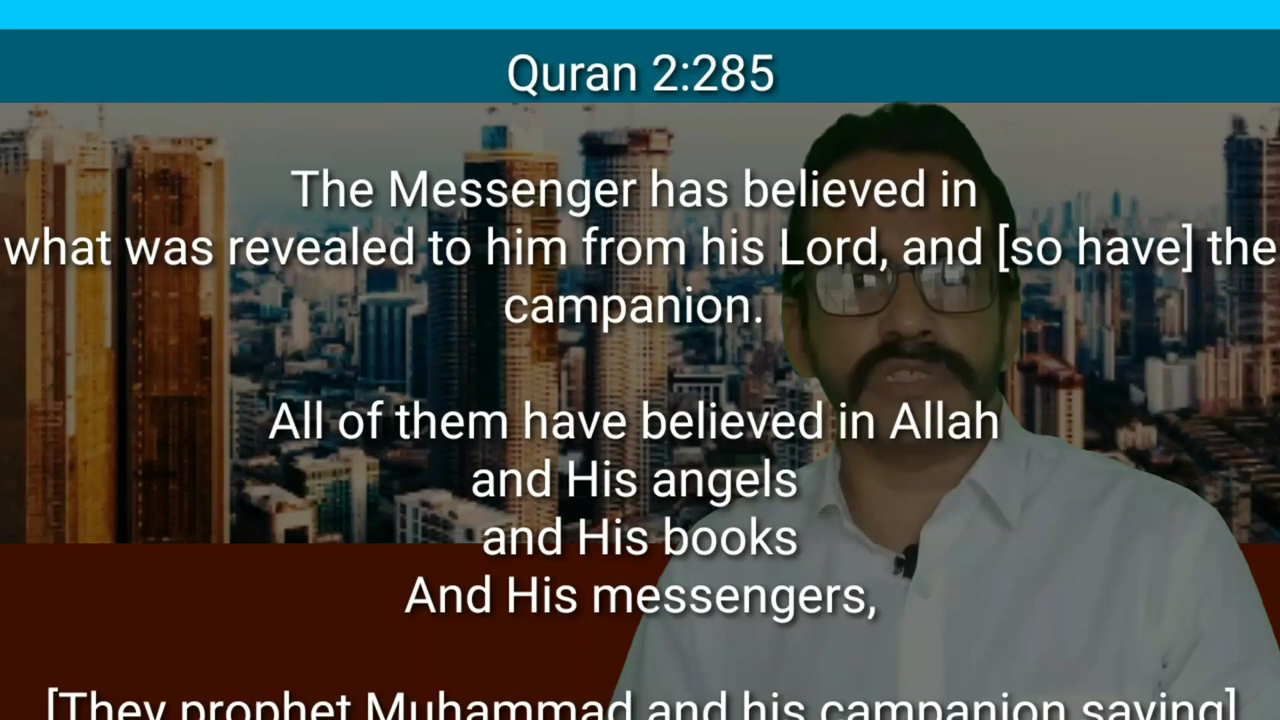 Quran 2:285
The Messenger has believed in
what was revealed to him from his Lord, and [so have] the
campanion.
All of them have believed in Allah
and His angels
and His books
And His messengers,
[They prophet Muhammad and his campanion saying]